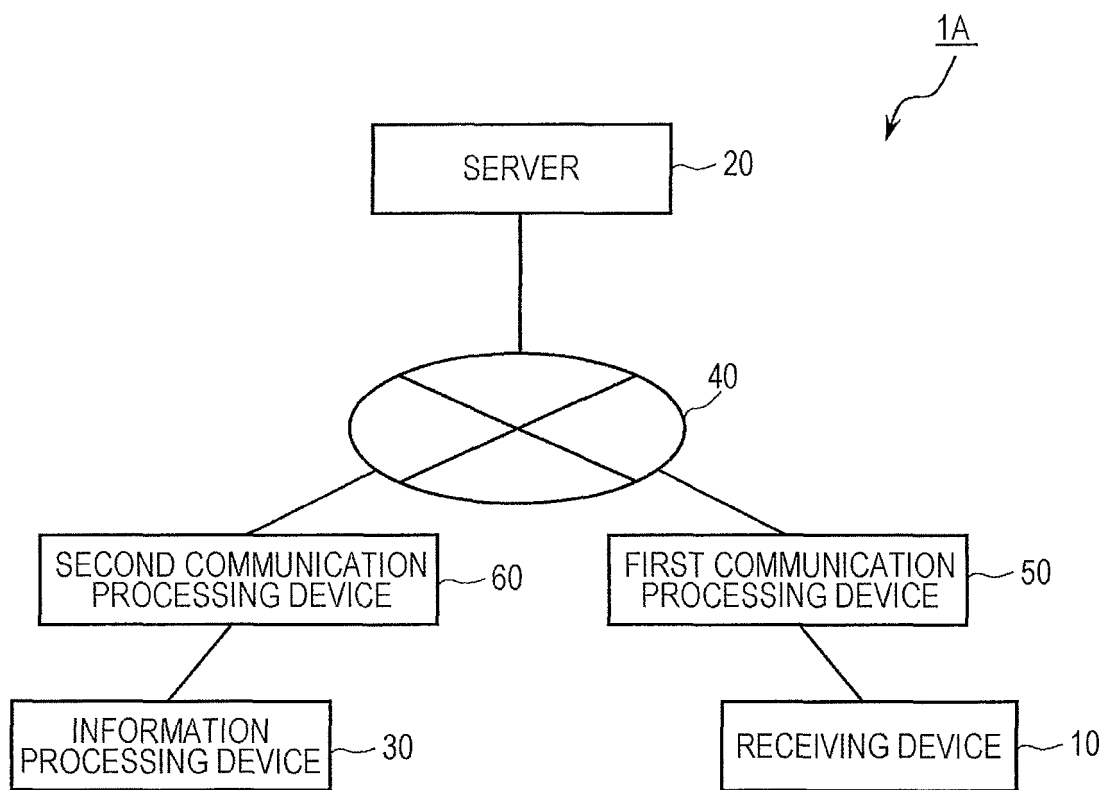 1A
SERVER
20
40
SECOND COMMUNICATION
PROCESSING DEVICE
60
FIRST COMMUNICATION
PROCESSING DEVICE
50
INFORMATION
PROCESSING DEVICE
30
RECEIVING DEVICE
10